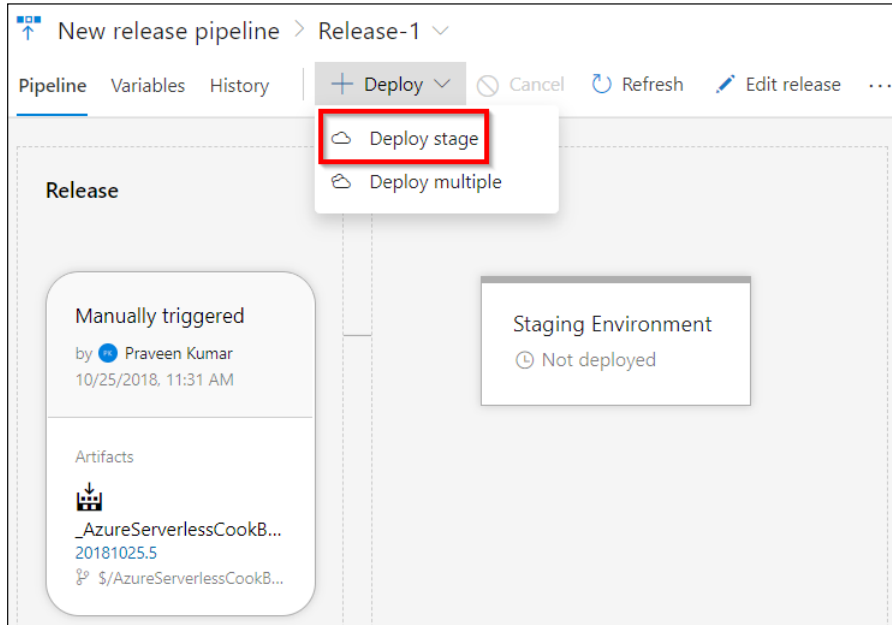 New release pipeline > Release-1
Pipeline Variables History + Deploy Cancel Refresh Edit release ...
Deploy stage
Deploy multiple
Release
Manually triggered
by PK Praveen Kumar
10/25/2018, 11:31 AM
Staging Environment
Not deployed
Artifacts
_AzureServerlessCookB...
20181025.5
$/AzureServerlessCookB...